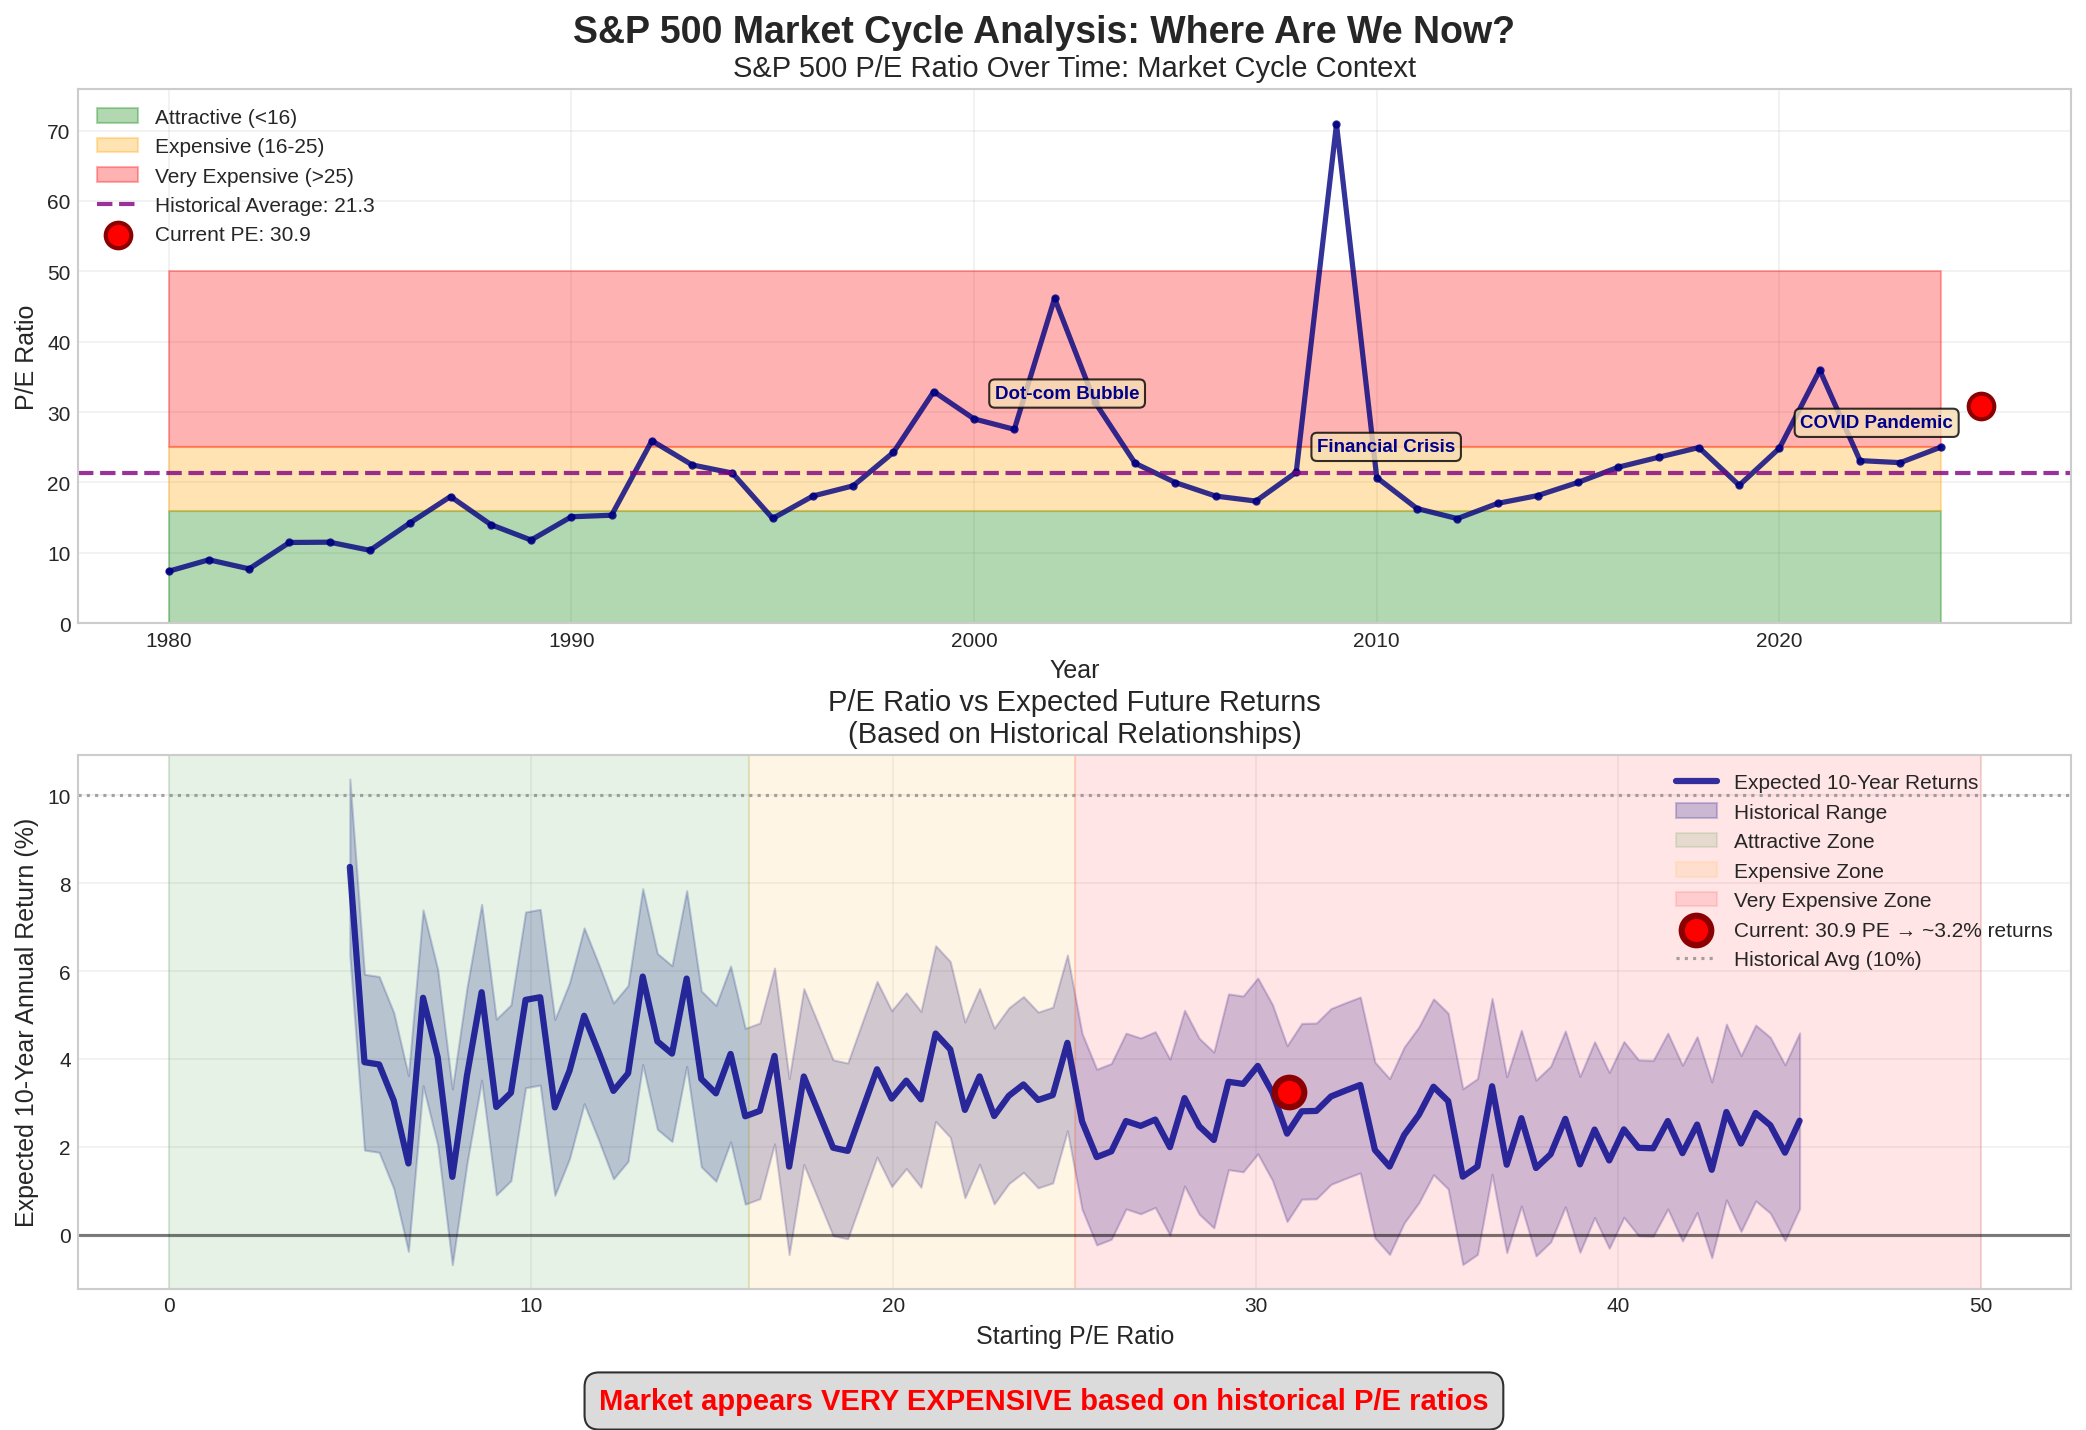 S&P 500 Market Cycle Analysis: Where Are We Now?
S&P 500 P/E Ratio Over Time: Market Cycle Context
Attractive (<16)
Expensive (16-25)
Very Expensive (>25)
Historical Average: 21.3
Current PE: 30.9
P/E Ratio
70
60
50
40
30
20
10
0
Dot-com Bubble
Financial Crisis
COVID Pandemic
1980
1990
2000
2010
2020
Year
P/E Ratio vs Expected Future Returns
(Based on Historical Relationships)
Expected 10-Year Returns
Historical Range
Attractive Zone
Expensive Zone
Very Expensive Zone
Current: 30.9 PE → ~3.2% returns
Historical Avg (10%)
Expected 10-Year Annual Return (%)
10
8
6
4
2
0
0
10
20
30
40
50
Starting P/E Ratio
Market appears VERY EXPENSIVE based on historical P/E ratios